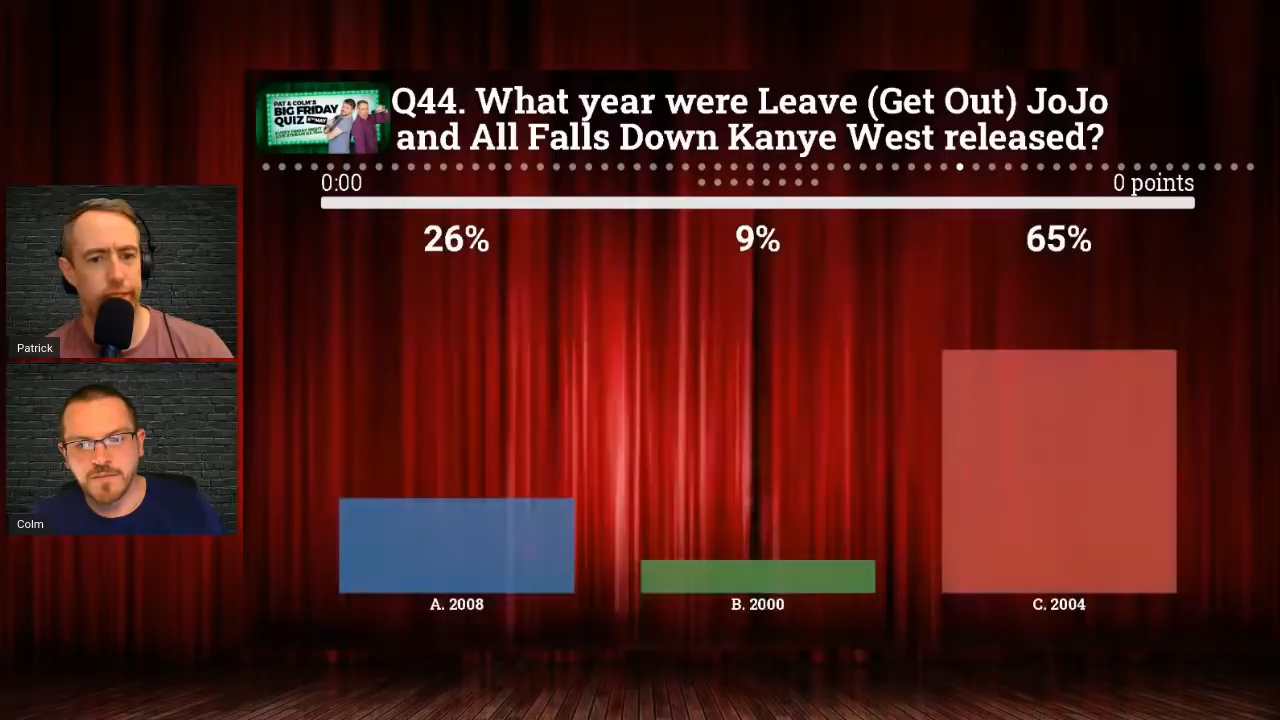 PAT & COLM'S
BIG FRIDAY
QUIZ
Q44. What year were Leave (Get Out) JoJo
and All Falls Down Kanye West released?
0:00
0 points
26%
9%
65%
Patrick
Colm
A. 2008
B. 2000
C. 2004